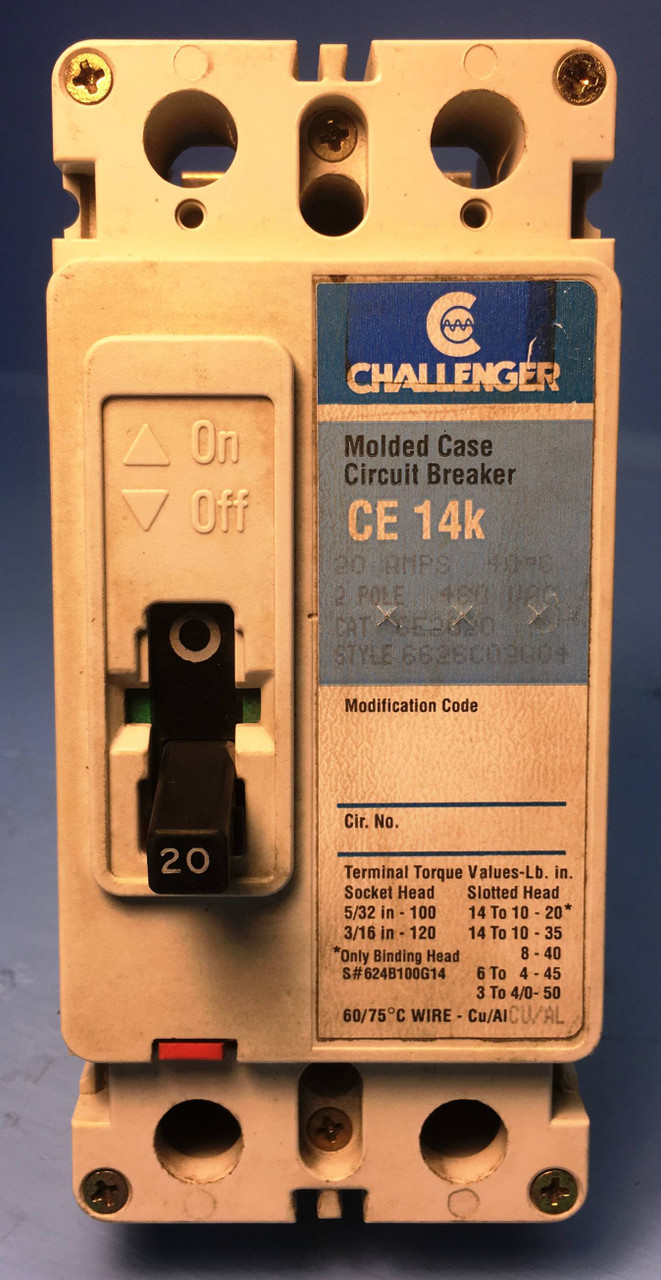 CHALLENGER
Molded Case
Circuit Breaker
CE 14k
20 AMPS 40°C
2 POLE 480 VAC
CAT
STYLE
On
Off
O
20
Modification Code
Cir. No.
Terminal Torque Values-Lb. in.
Socket Head Slotted Head
5/32 in - 100 14 To 10 - 20*
3/16 in - 120 14 To 10 - 35
*Only Binding Head 8 - 40
S#624B100G14 6 To 4 - 45
3 To 4/0- 50
60/75°C WIRE - Cu/Al CU/AL